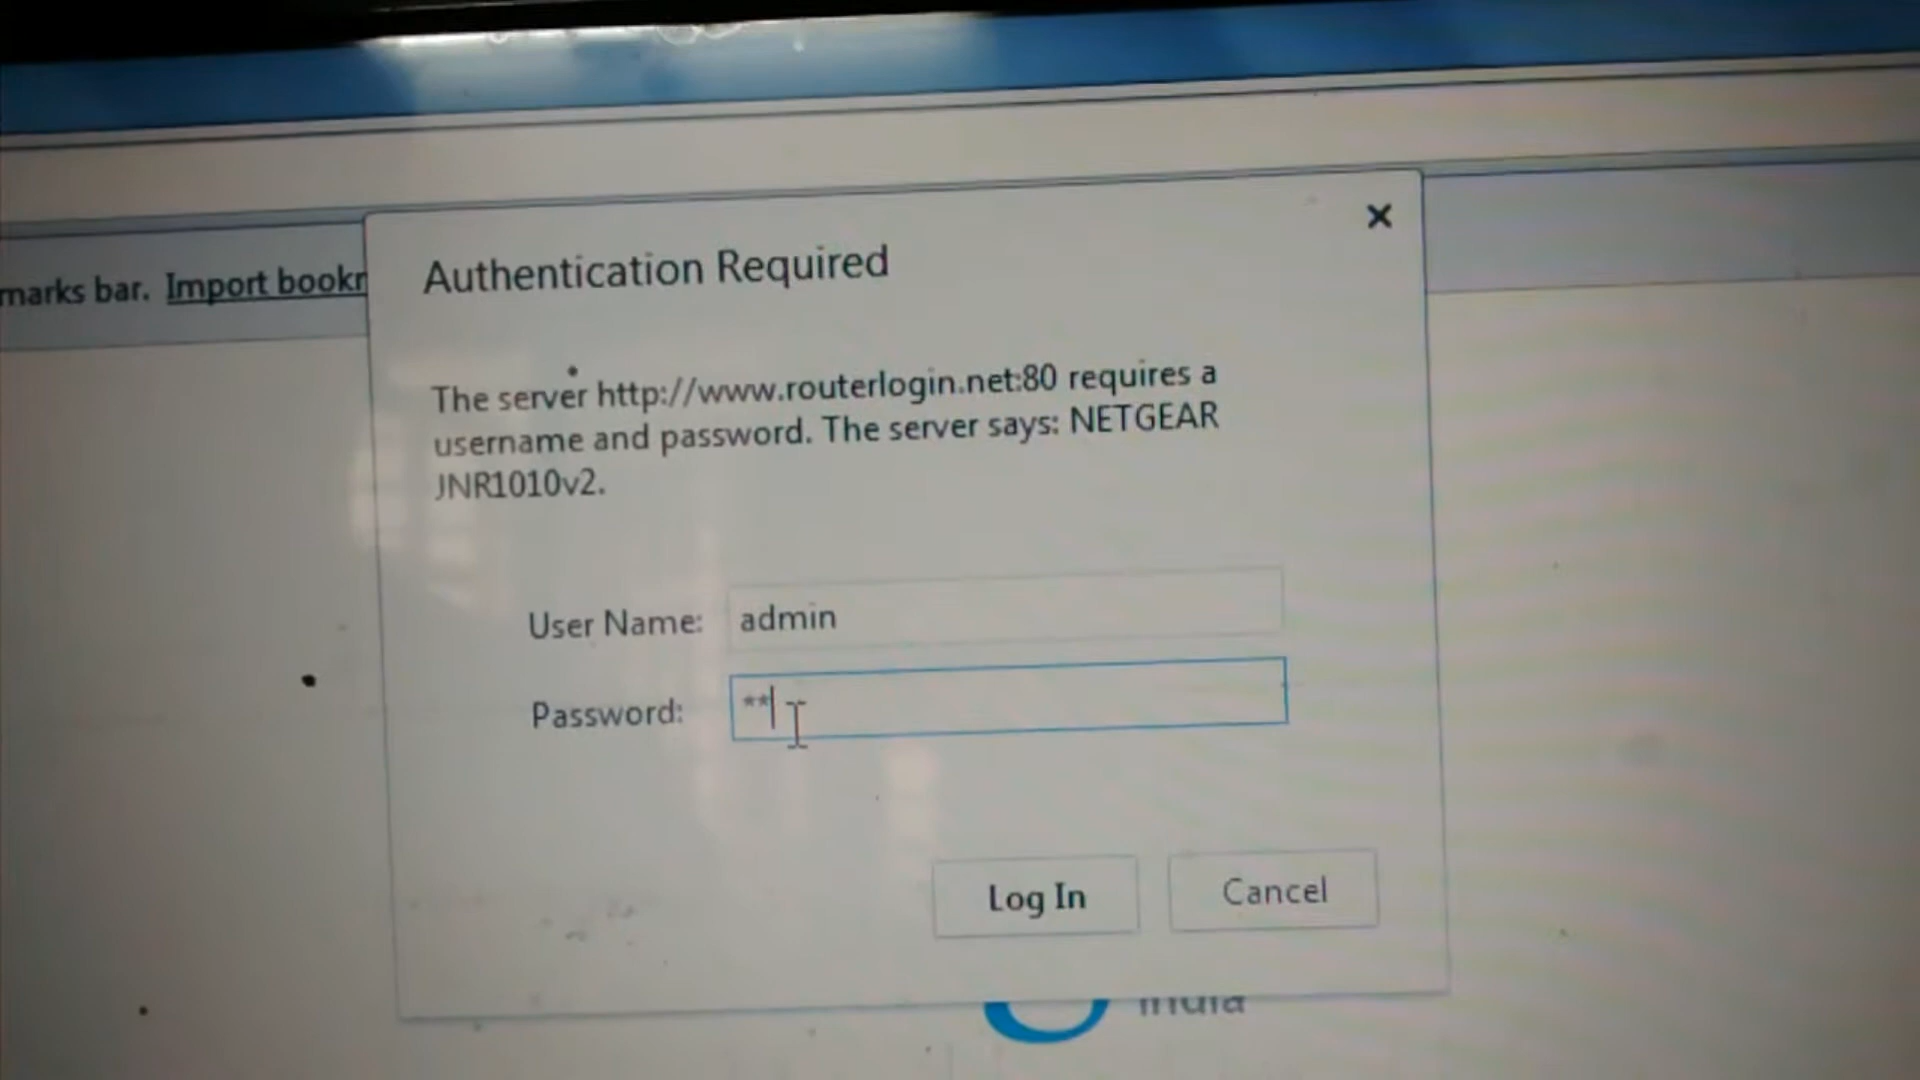 marks bar. Import bookr
Authentication Required
The server http://www.routerlogin.net:80 requires a
username and password. The server says: NETGEAR
JNR1010v2.
User Name: admin
Password: **
Log In Cancel
India